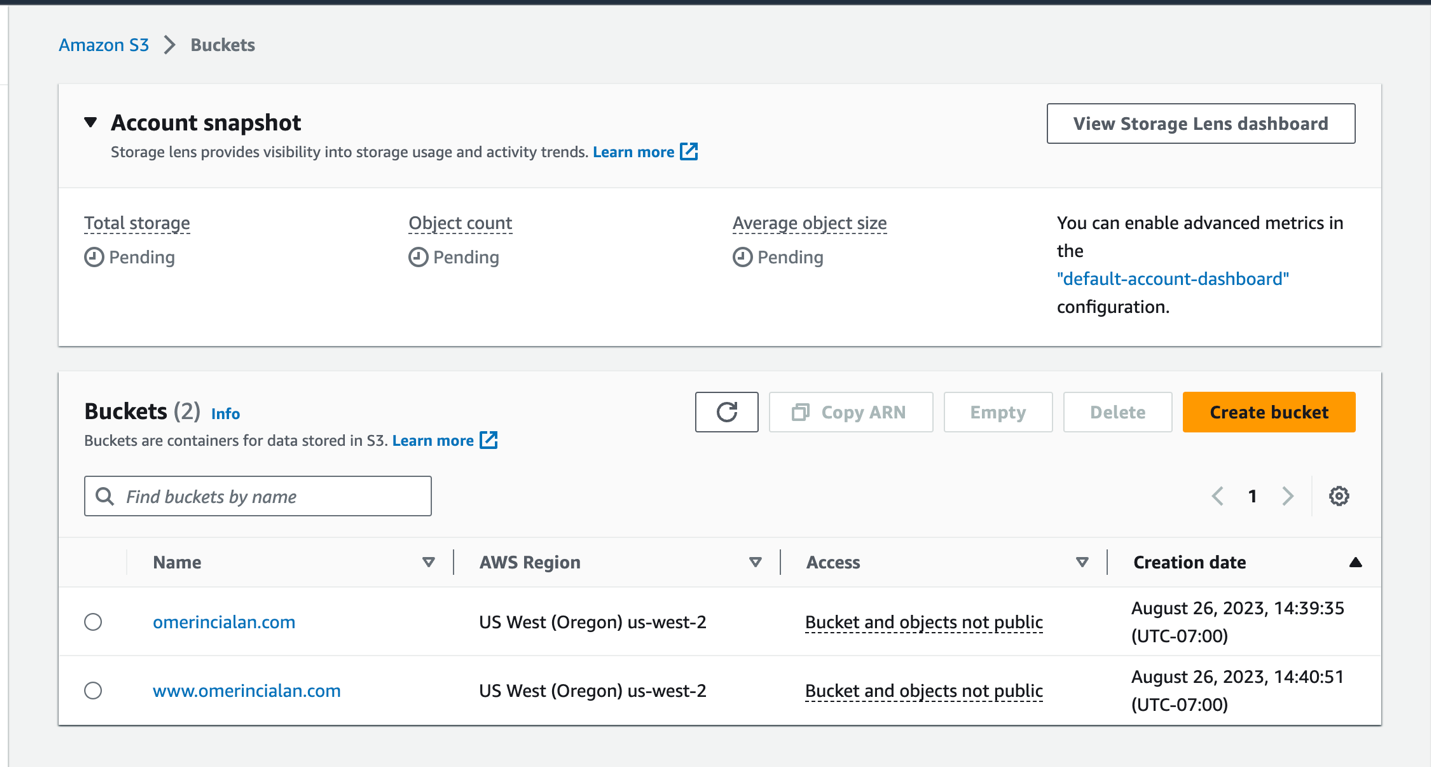 Amazon S3 > Buckets
Account snapshot
View Storage Lens dashboard
Storage lens provides visibility into storage usage and activity trends. Learn more
Total storage
Object count
Average object size
You can enable advanced metrics in
the
"default-account-dashboard"
configuration.
Pending
Pending
Pending
Buckets (2) Info
Buckets are containers for data stored in S3. Learn more
Copy ARN
Empty
Delete
Create bucket
Find buckets by name
1
Name
AWS Region
Access
Creation date
omerincialan.com
US West (Oregon) us-west-2
Bucket and objects not public
August 26, 2023, 14:39:35
(UTC-07:00)
www.omerincialan.com
US West (Oregon) us-west-2
Bucket and objects not public
August 26, 2023, 14:40:51
(UTC-07:00)